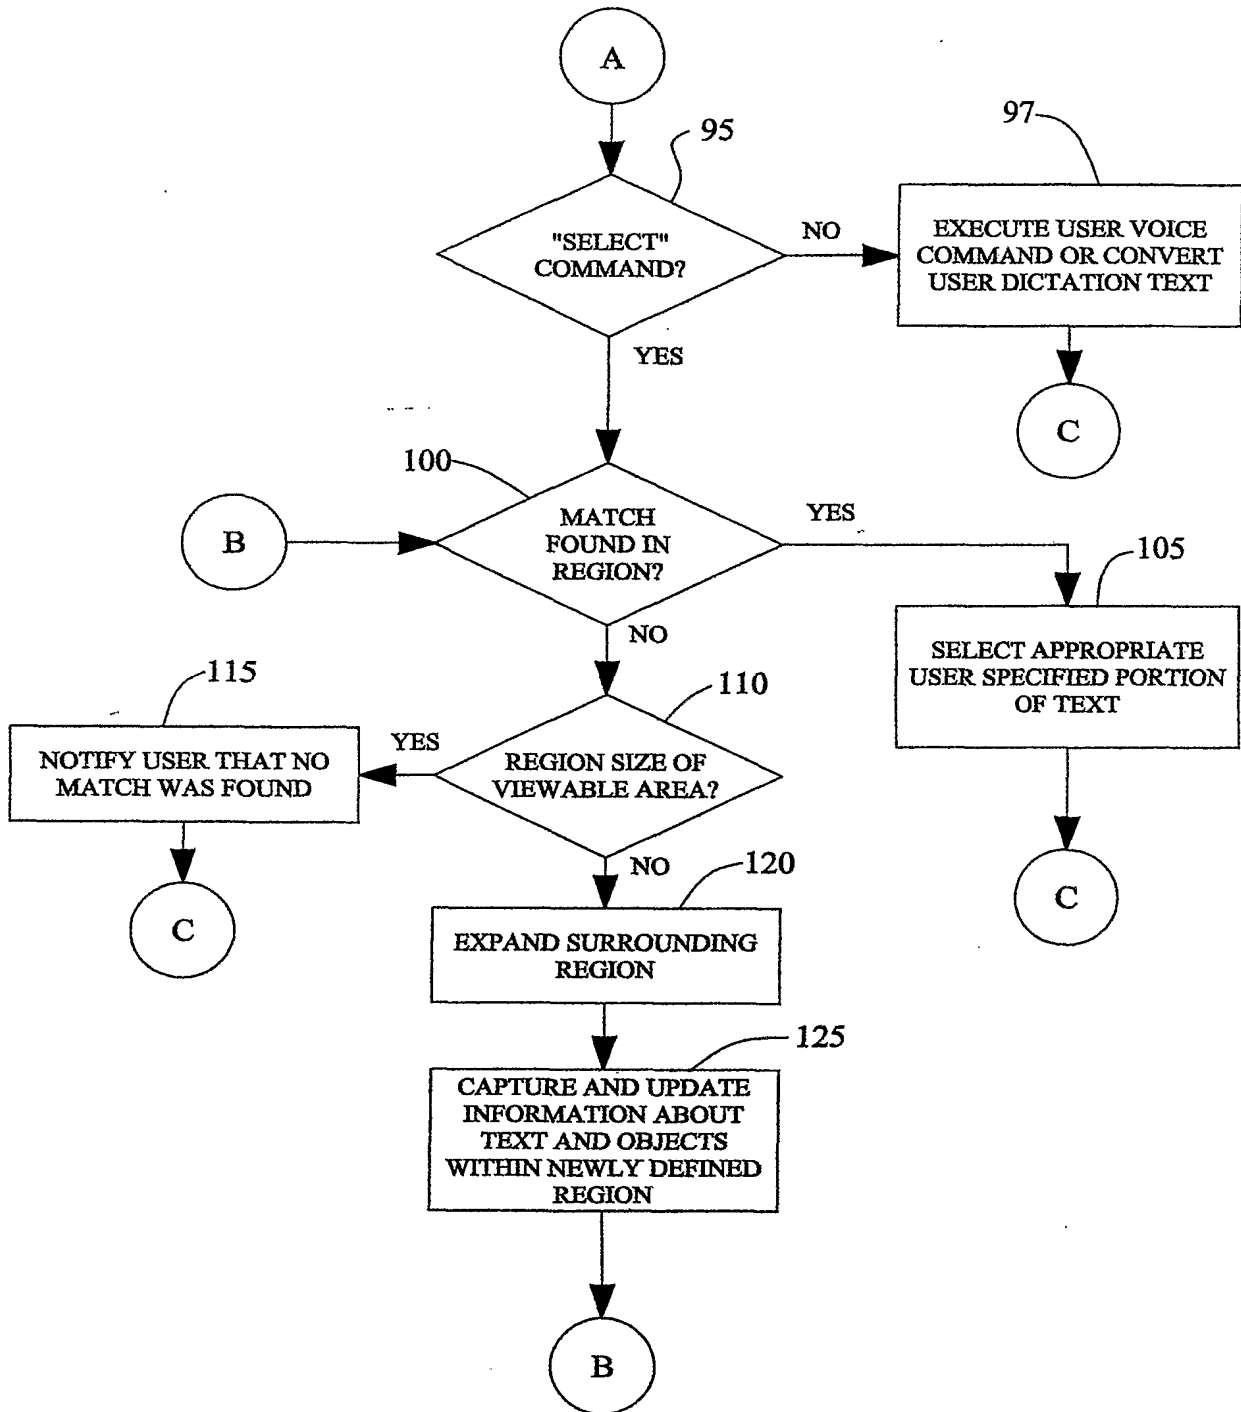 A
95
97
"SELECT"
COMMAND?
NO
EXECUTE USER VOICE
COMMAND OR CONVERT
USER DICTATION TEXT
YES
C
100
B
MATCH
FOUND IN
REGION?
YES
105
NO
SELECT APPROPRIATE
USER SPECIFIED PORTION
OF TEXT
115
110
NOTIFY USER THAT NO
MATCH WAS FOUND
YES
REGION SIZE OF
VIEWABLE AREA?
NO
120
C
C
EXPAND SURROUNDING
REGION
125
CAPTURE AND UPDATE
INFORMATION ABOUT
TEXT AND OBJECTS
WITHIN NEWLY DEFINED
REGION
B